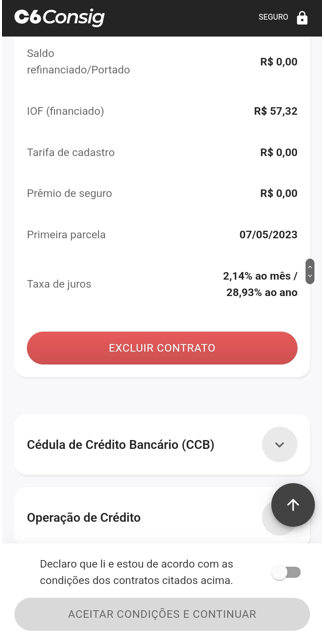 C6 Consig
SEGURO
Saldo
refinanciado/Portado
R$ 0,00
IOF (financiado)
R$ 57,32
Tarifa de cadastro
R$ 0,00
Prêmio de seguro
R$ 0,00
Primeira parcela
07/05/2023
Taxa de juros
2,14% ao mês /
28,93% ao ano
EXCLUIR CONTRATO
Cédula de Crédito Bancário (CCB)
Operação de Crédito
Declaro que li e estou de acordo com as
condições dos contratos citados acima.
ACEITAR CONDIÇÕES E CONTINUAR